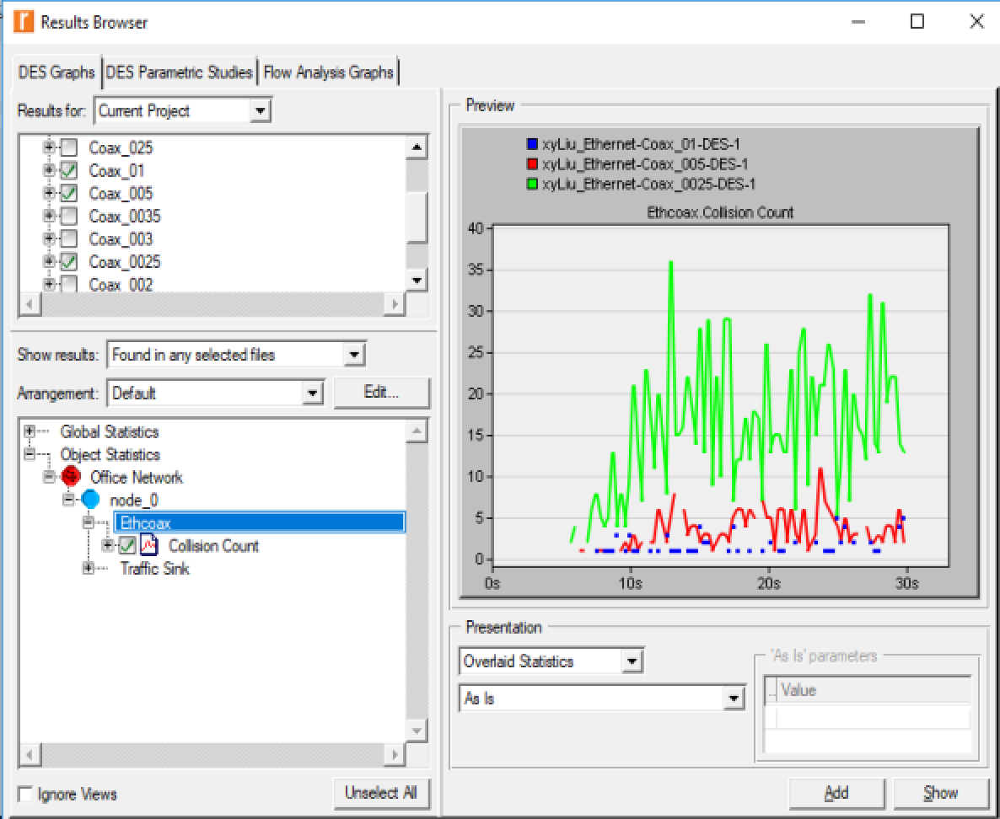 Results Browser
DES Graphs DES Parametric Studies Flow Analysis Graphs
Results for: Current Project
Coax_025
Coax_01
Coax_005
Coax_0035
Coax_003
Coax_0025
Coax_002
Show results: Found in any selected files
Arrangement: Default Edit...
Global Statistics
Object Statistics
Office Network
node_0
Ethcoax
Collision Count
Traffic Sink
Ignore Views Unselect All
Preview
xyLiu_Ethernet-Coax_01-DES-1
xyLiu_Ethernet-Coax_005-DES-1
xyLiu_Ethernet-Coax_0025-DES-1
Ethcoax.Collision Count
40
35
30
25
20
15
10
5
0
0s 10s 20s 30s
Presentation
Overlaid Statistics
As Is
'As Is' parameters
... Value
Add Show